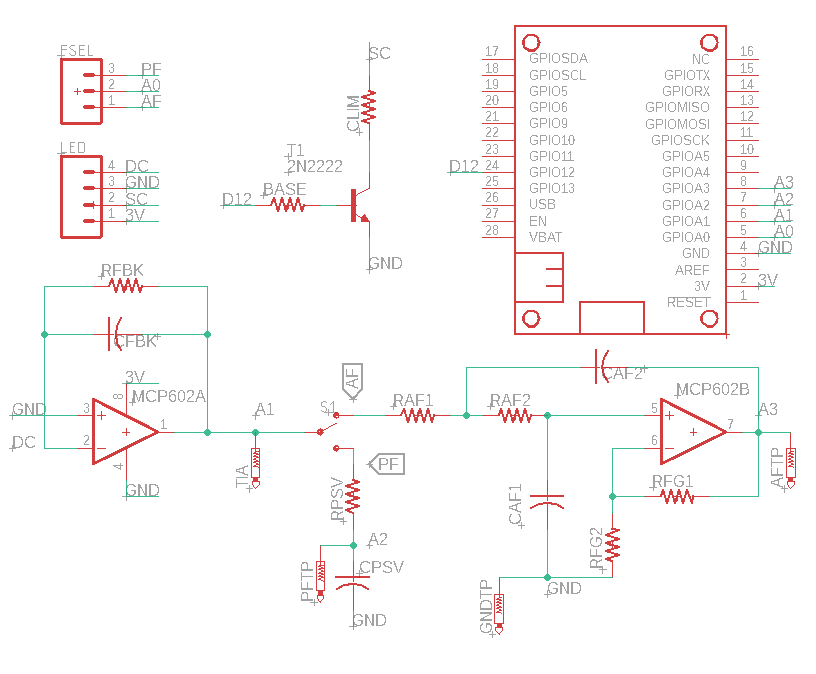 FSEL
3 PF
2 A0
1 AF
LED
4 DC
3 GND
2 SC
1 3V
SC
CLIM
T1
2N2222
D12
BASE
GND
17 GPIOSDA
18 GPIOSCL
19 GPIO5
20 GPIO6
21 GPIO9
22 GPIO10
23 GPIO11
D12 24 GPIO12
25 GPIO13
26 USB
27 EN
28 VBAT
NC 16
GPIOTX 15
GPIORX 14
GPIOMISO 13
GPIOMOSI 12
GPIOSCK 11
GPIOA5 10
GPIOA4 9
GPIOA3 8 A3
GPIOA2 7 A2
GPIOA1 6 A1
GPIOA0 5 A0
GND 4 GND
AREF 3
3V 2 3V
RESET 1
RFBK
CFBK
3V
8
MCP602A
GND 3
DC 2
1
4
GND
A1
TIA
S1
AF
PF
RPSV
A2
PFTP
CPSV
GND
RAF1
RAF2
CAF2
CAF1
GNDTP
GND
MCP602B
5
6
7
A3
AFTP
RFG1
RFG2